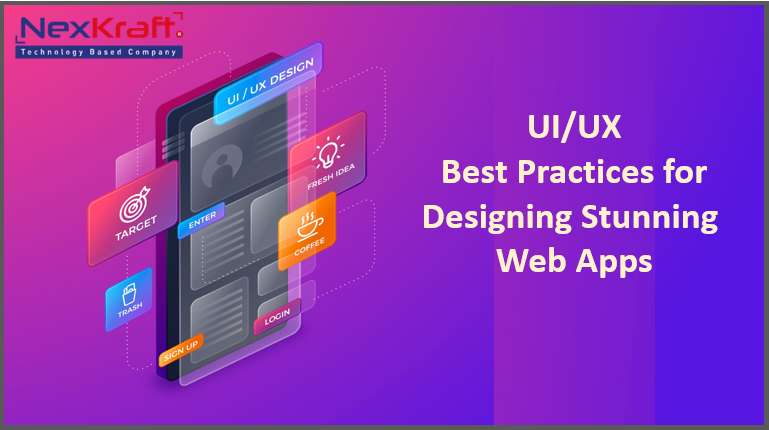 NexKraft
Technology Based Company
UI / UX DESIGN
FRESH IDEA
TARGET
ENTER
COFFEE
TRASH
LOGIN
SIGN UP
UI/UX
Best Practices for
Designing Stunning
Web Apps